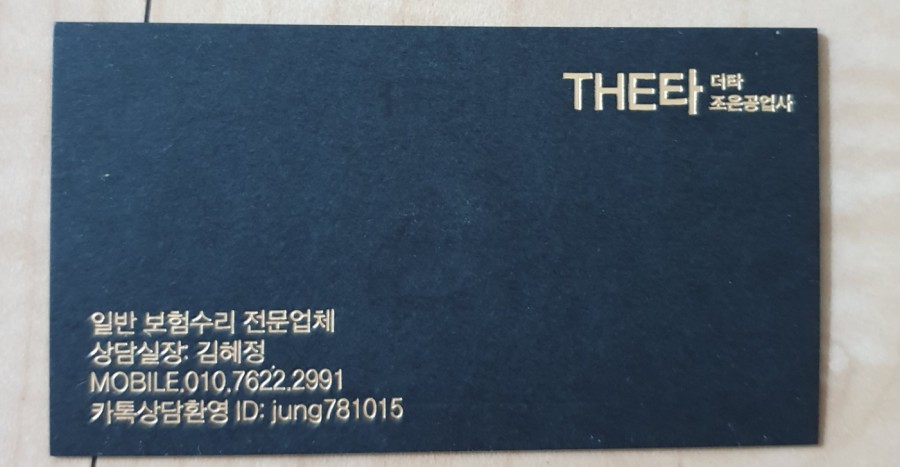 THE타 더타
조은공업사
일반 보험수리 전문업체
상담실장: 김혜정
MOBILE.010.7622.2991
카톡상담환영 ID: jung781015